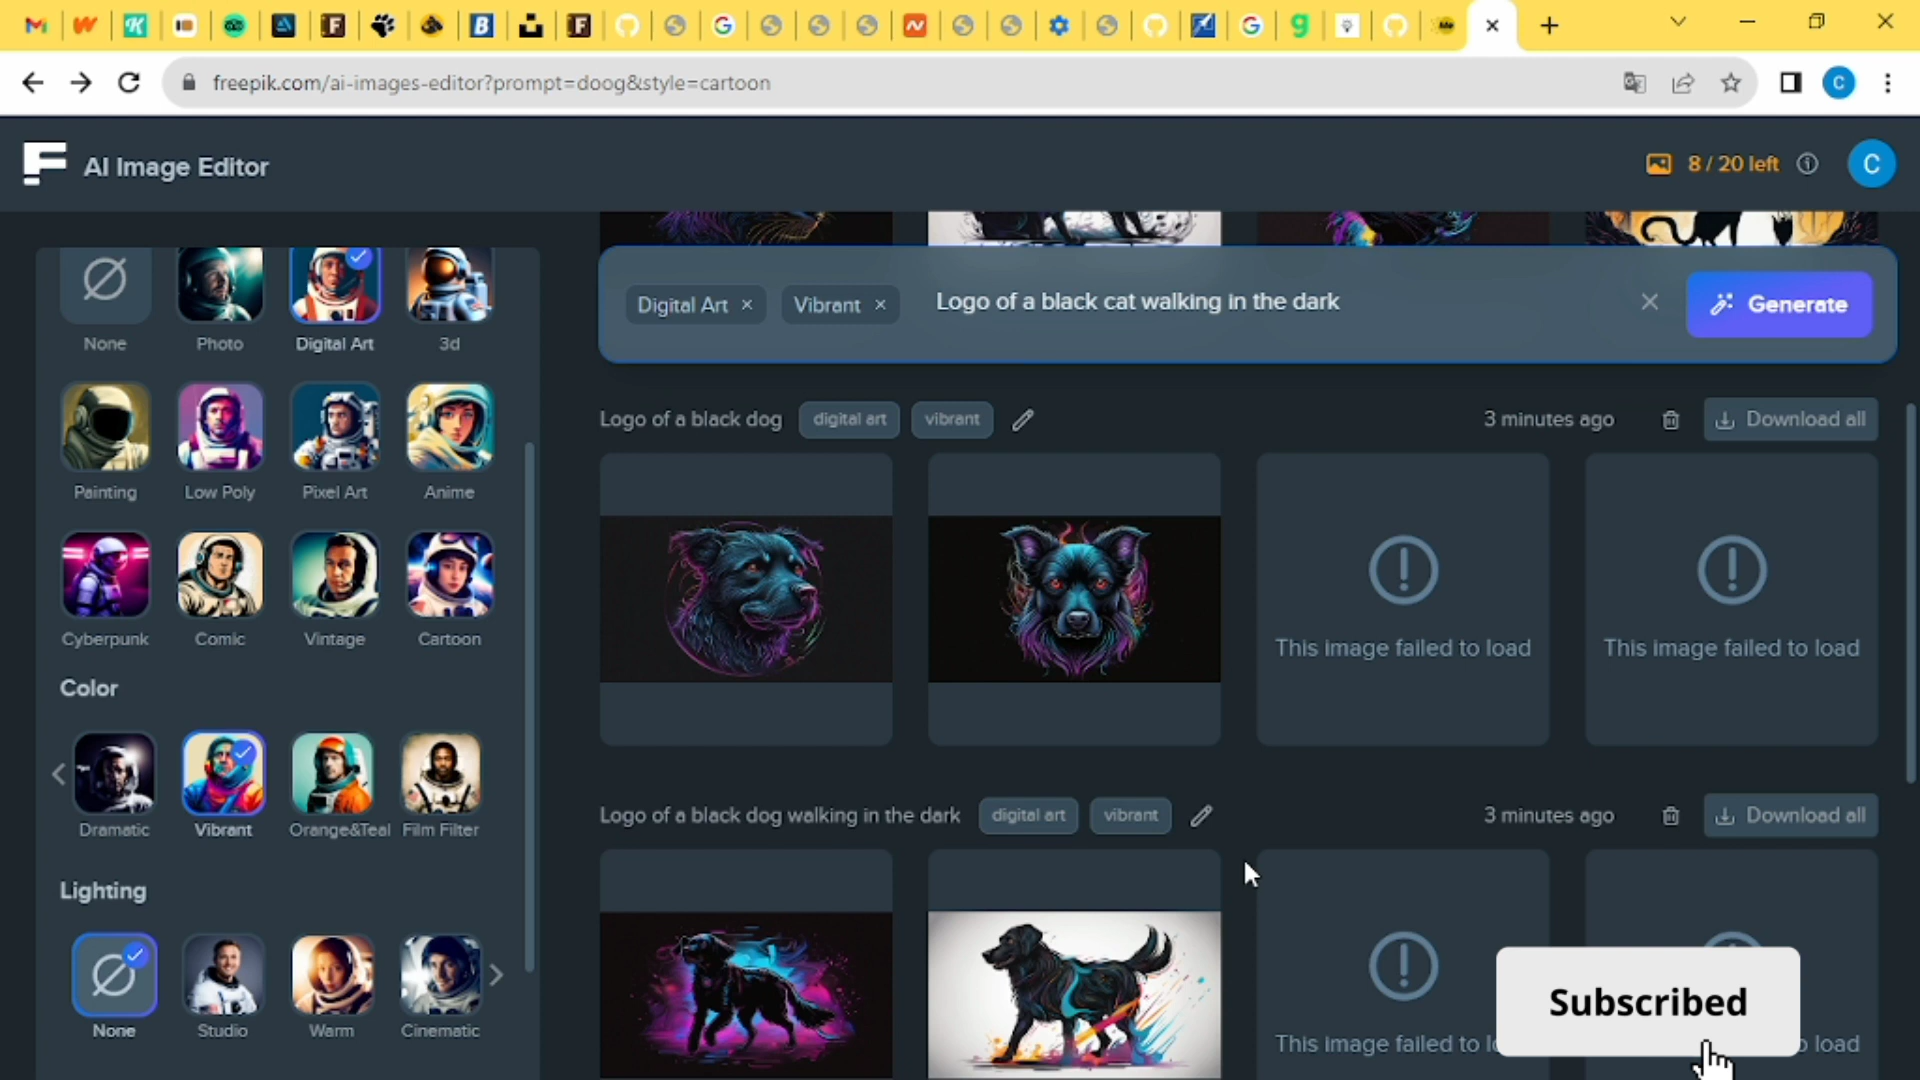 freepik.com/ai-images-editor?prompt=doog&style=cartoon
C
AI Image Editor
8 / 20 left
C
None
Photo
Digital Art
3d
Painting
Low Poly
Pixel Art
Anime
Cyberpunk
Comic
Vintage
Cartoon
Color
Dramatic
Vibrant
Orange&Teal
Film Filter
Lighting
None
Studio
Warm
Cinematic
Digital Art ×
Vibrant ×
Logo of a black cat walking in the dark
Generate
Logo of a black dog
digital art
vibrant
3 minutes ago
Download all
This image failed to load
This image failed to load
Logo of a black dog walking in the dark
digital art
vibrant
3 minutes ago
Download all
This image failed to
load
Subscribed